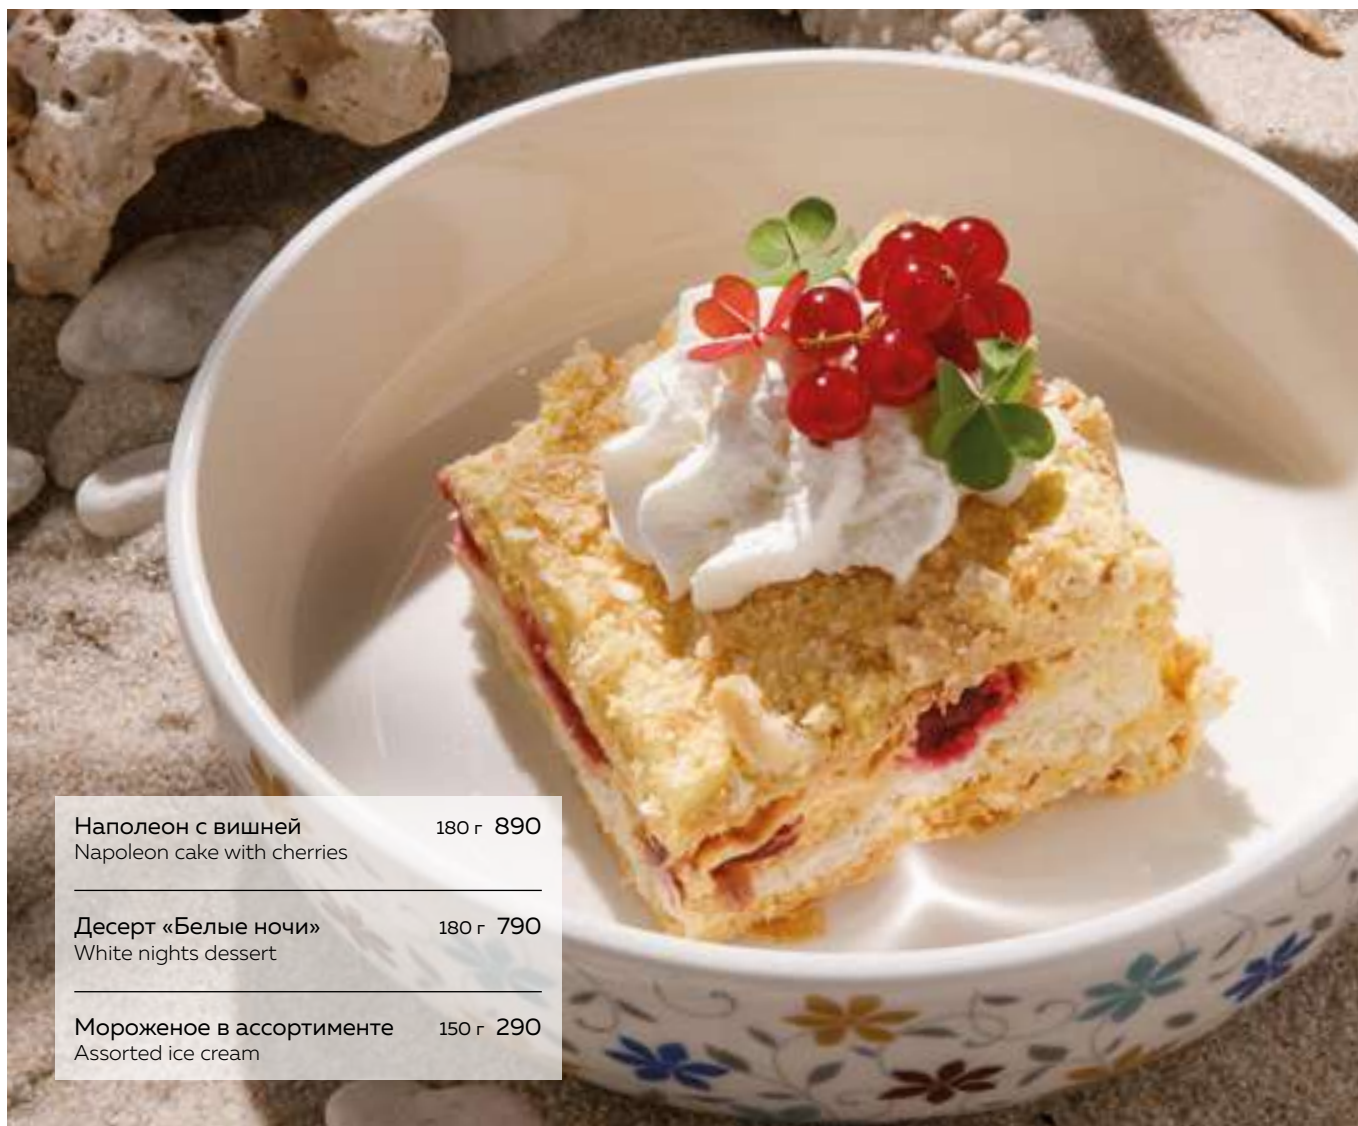 Наполеон с вишней 180 г 890
Napoleon cake with cherries
Десерт «Белые ночи» 180 г 790
White nights dessert
Мороженое в ассортименте 150 г 290
Assorted ice cream